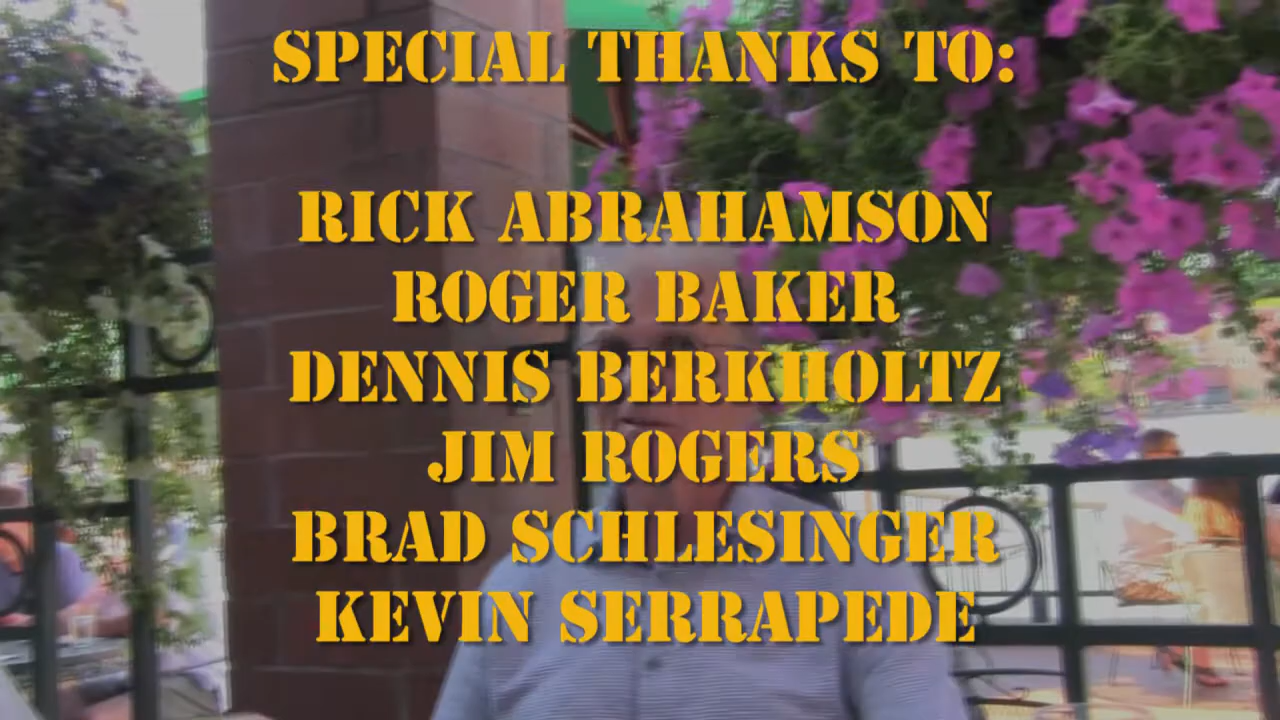 SPECIAL THANKS TO:
RICK ABRAHAMSON
ROGER BAKER
DENNIS BERKHOLTZ
JIM ROGERS
BRAD SCHLESINGER
KEVIN SERRAPEDE